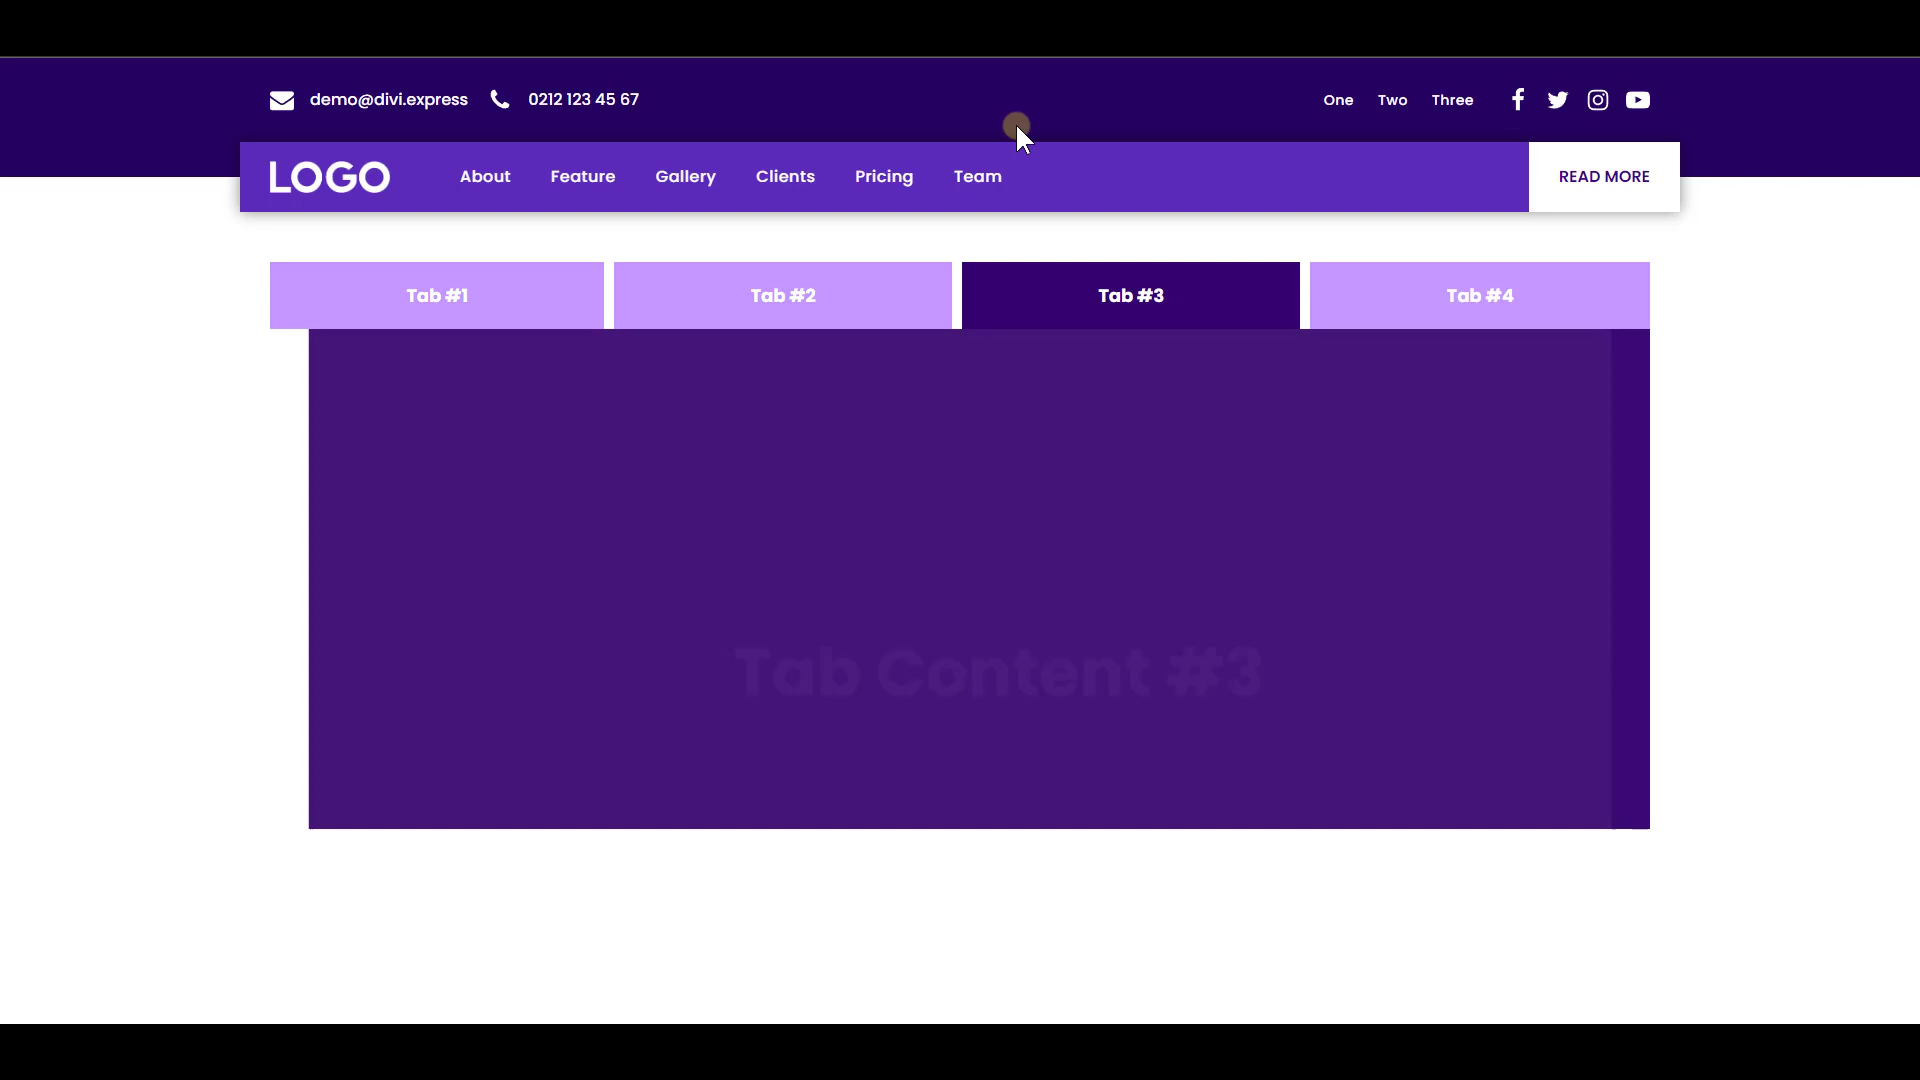 demo@divi.express 0212 123 45 67 One Two Three
LOGO About Feature Gallery Clients Pricing Team READ MORE
Tab #1 Tab #2 Tab #3 Tab #4
Tab Content #3